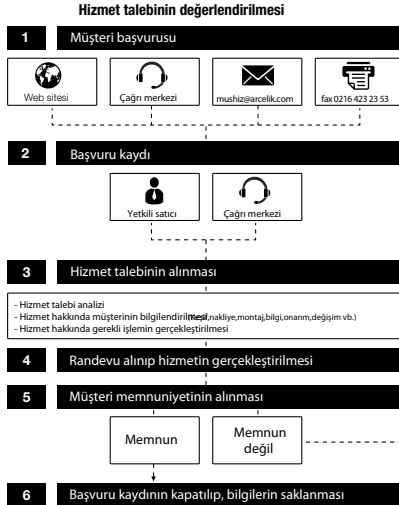 Hizmet talebinin değerlendirilmesi
1 Müşteri başvurusu
Web sitesi
Çağrı merkezi
mushiz@arcelik.com
fax 0216 423 23 53
2 Başvuru kaydı
Yetkili satıcı
Çağrı merkezi
3 Hizmet talebinin alınması
- Hizmet talebi analizi
- Hizmet hakkında müşterinin bilgilendirilmesi (Keşif,nakliye,montaj,bilgi,onarım,değişim vb.)
- Hizmet hakkında gerekli işlemin gerçekleştirilmesi
4 Randevu alınıp hizmetin gerçekleştirilmesi
5 Müşteri memnuniyetinin alınması
Memnun
Memnun
değil
6 Başvuru kaydının kapatılıp, bilgilerin saklanması